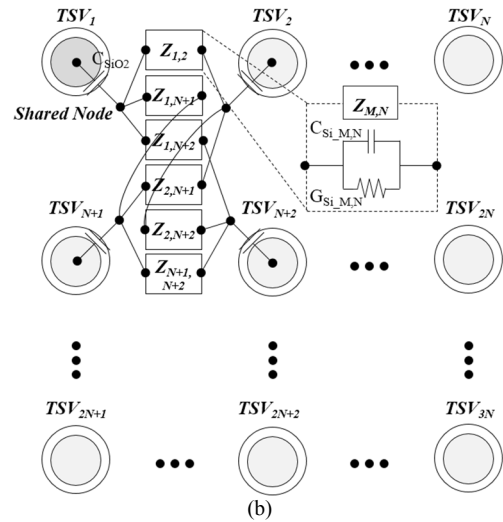 TSV1 TSV2 TSVN
CSiO2
Z1,2
Shared Node
Z1,N+1
ZM,N
Z1,N+2
CSi_M,N
Z2,N+1
GSi_M,N
TSVN+1 TSVN+2 TSV2N
Z2,N+2
ZN+1,
N+2
TSV2N+1 TSV2N+2 TSV3N
(b)